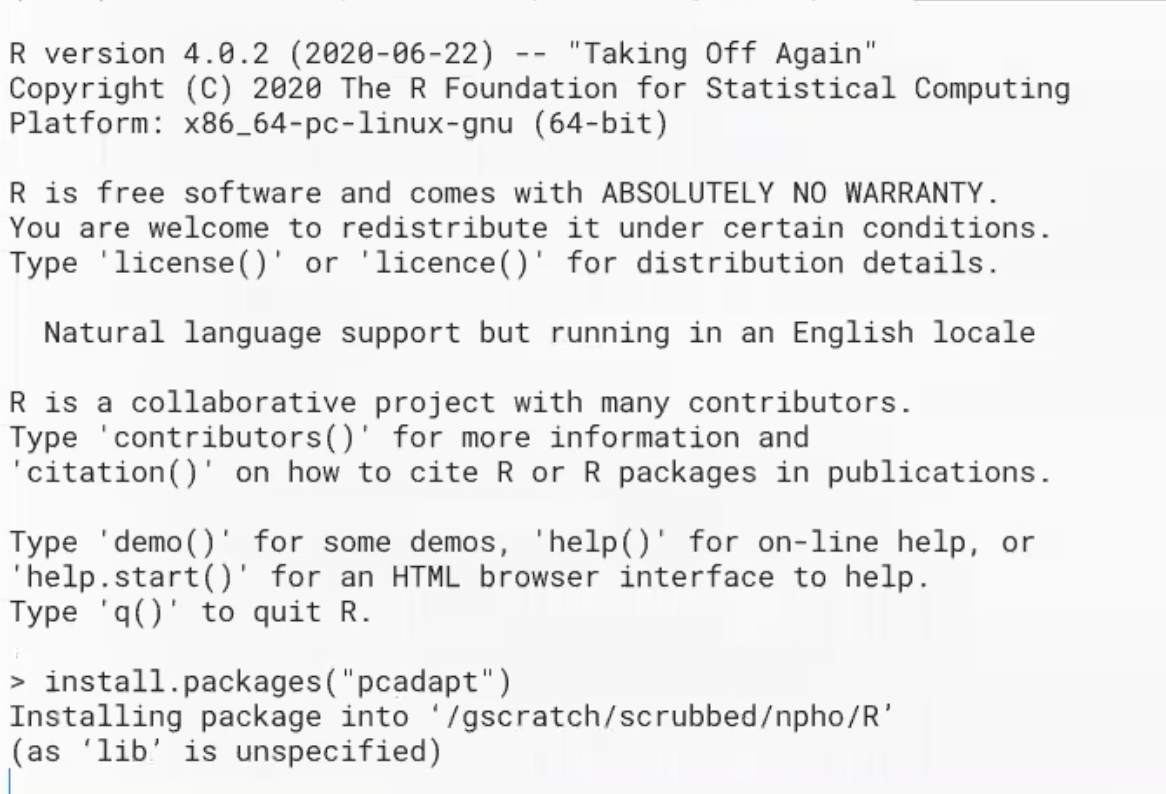 R version 4.0.2 (2020-06-22) -- "Taking Off Again"
Copyright (C) 2020 The R Foundation for Statistical Computing
Platform: x86_64-pc-linux-gnu (64-bit)
R is free software and comes with ABSOLUTELY NO WARRANTY.
You are welcome to redistribute it under certain conditions.
Type 'license()' or 'licence()' for distribution details.
Natural language support but running in an English locale
R is a collaborative project with many contributors.
Type 'contributors()' for more information and
'citation()' on how to cite R or R packages in publications.
Type 'demo()' for some demos, 'help()' for on-line help, or
'help.start()' for an HTML browser interface to help.
Type 'q()' to quit R.
> install.packages("pcadapt")
Installing package into ‘/gscratch/scrubbed/npho/R’
(as ‘lib’ is unspecified)